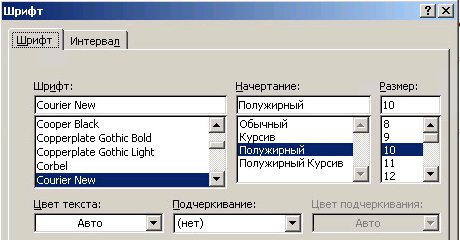 Шрифт
Шрифт Интервал
Шрифт: Начертание: Размер:
Courier New Полужирный 10
Cooper Black Обычный 8
Copperplate Gothic Bold Курсив 9
Copperplate Gothic Light Полужирный 10
Corbel Полужирный Курсив 11
Courier New 12
Цвет текста: Подчеркивание: Цвет подчеркивания:
Авто (нет) Авто